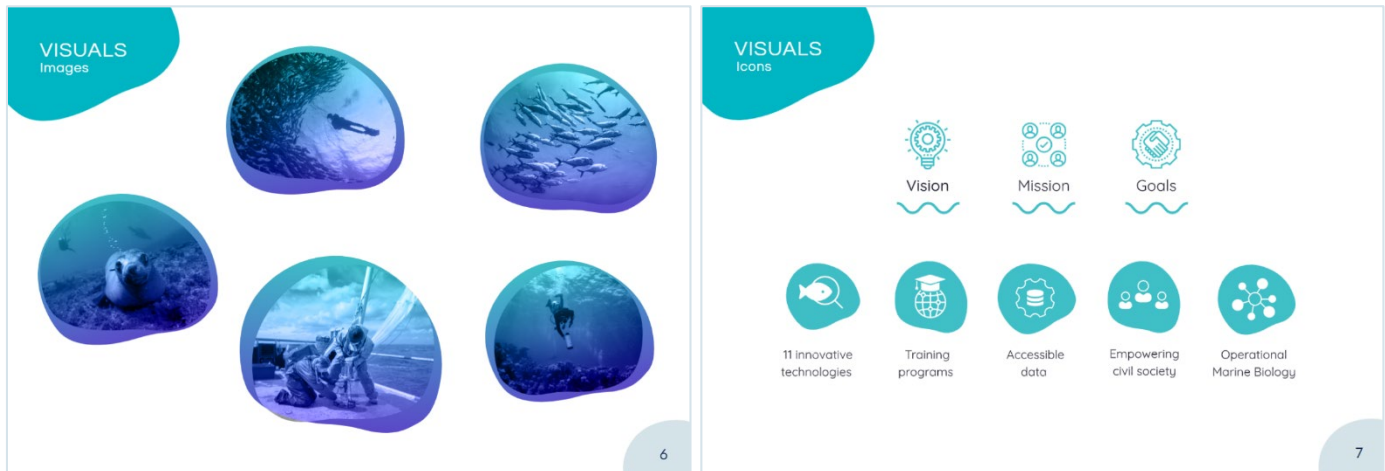 VISUALS
Images
6
VISUALS
Icons
Vision
Mission
Goals
11 innovative
technologies
Training
programs
Accessible
data
Empowering
civil society
Operational
Marine Biology
7